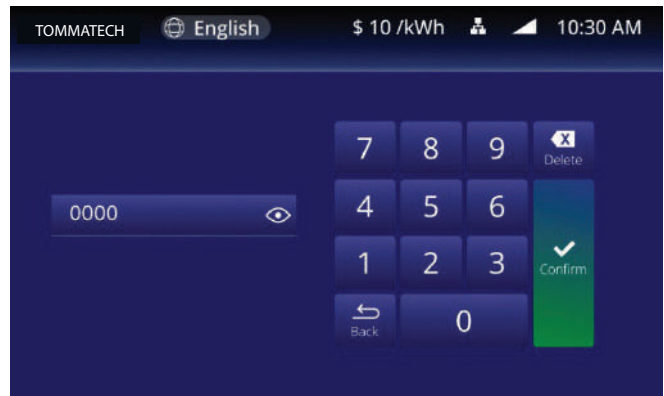 TOMMATECH English $ 10 /kWh 10:30 AM
7 8 9 Delete
0000 4 5 6
1 2 3 Confirm
Back 0